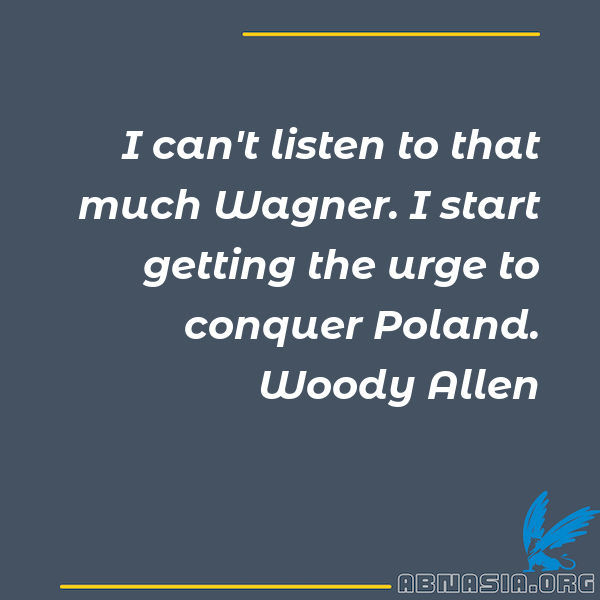 I can't listen to that
much Wagner. I start
getting the urge to
conquer Poland.
Woody Allen
ABNASIA.ORG